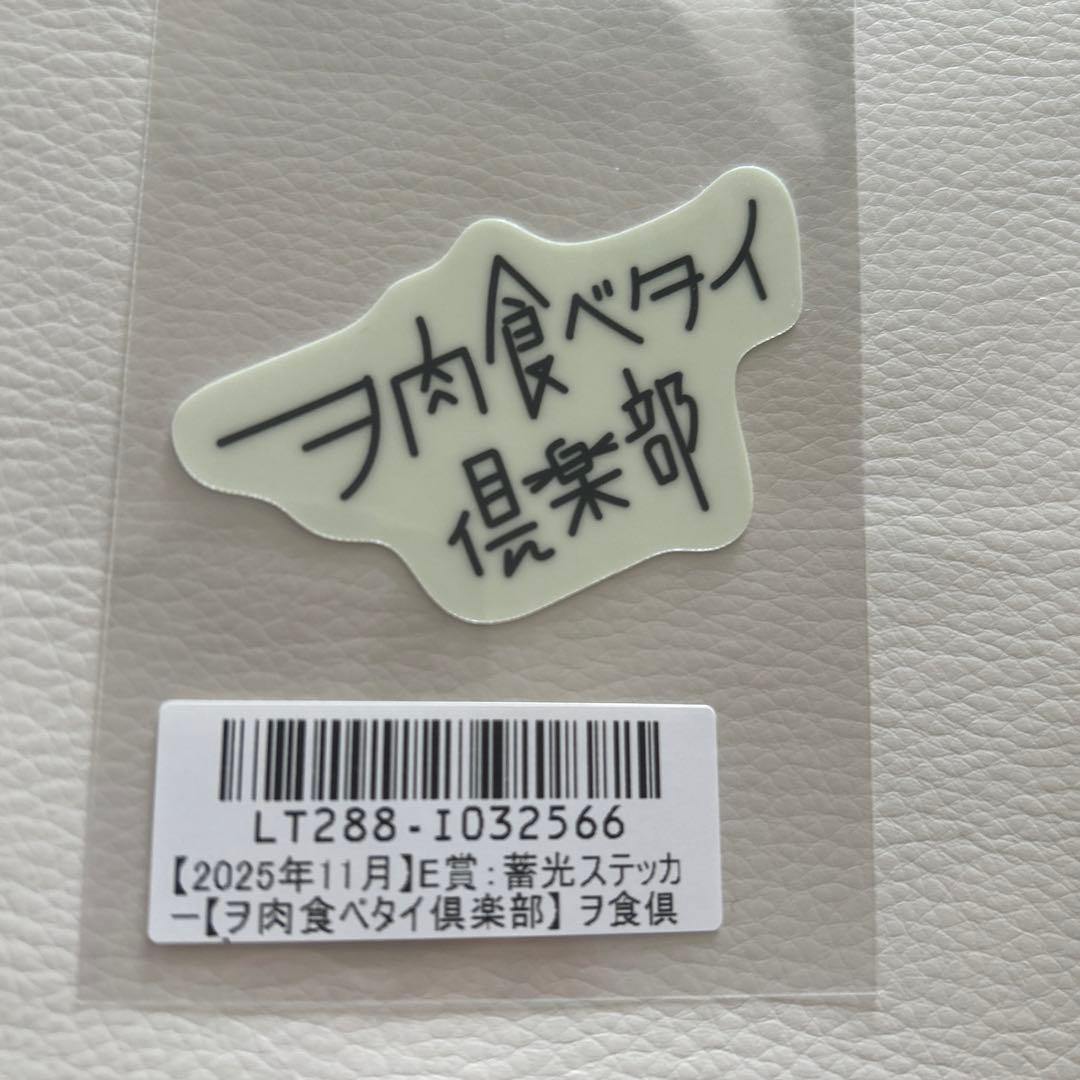 ヲ肉食ベタイ
倶楽部
LT288-I032566
【2025年11月】E賞:蓄光ステッカ
ー【ヲ肉食ベタイ倶楽部】ヲ食倶